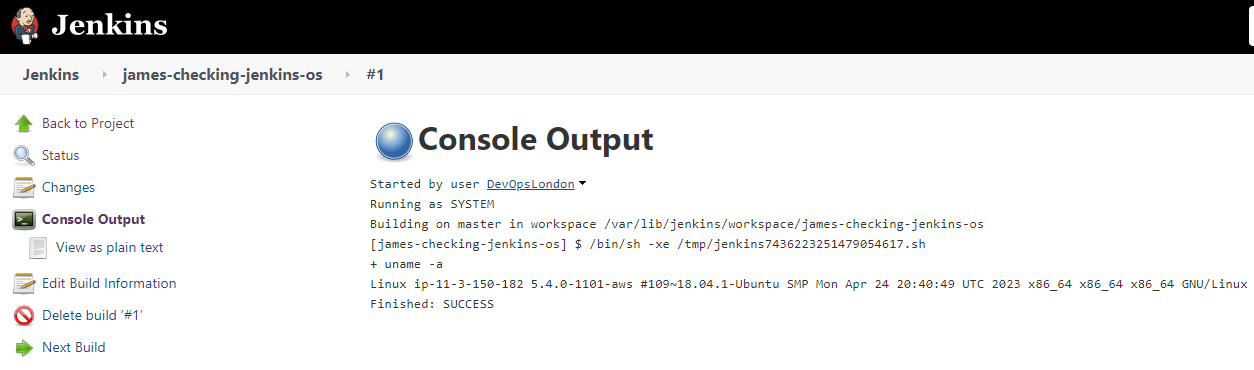 Jenkins
Jenkins james-checking-jenkins-os #1
Back to Project
Status
Changes
Console Output
View as plain text
Edit Build Information
Delete build '#1'
Next Build
Console Output
Started by user DevOpsLondon
Running as SYSTEM
Building on master in workspace /var/lib/jenkins/workspace/james-checking-jenkins-os
[james-checking-jenkins-os] $ /bin/sh -xe /tmp/jenkins7436223251479054617.sh
+ uname -a
Linux ip-11-3-150-182 5.4.0-1101-aws #109~18.04.1-Ubuntu SMP Mon Apr 24 20:40:49 UTC 2023 x86_64 x86_64 x86_64 GNU/Linux
Finished: SUCCESS